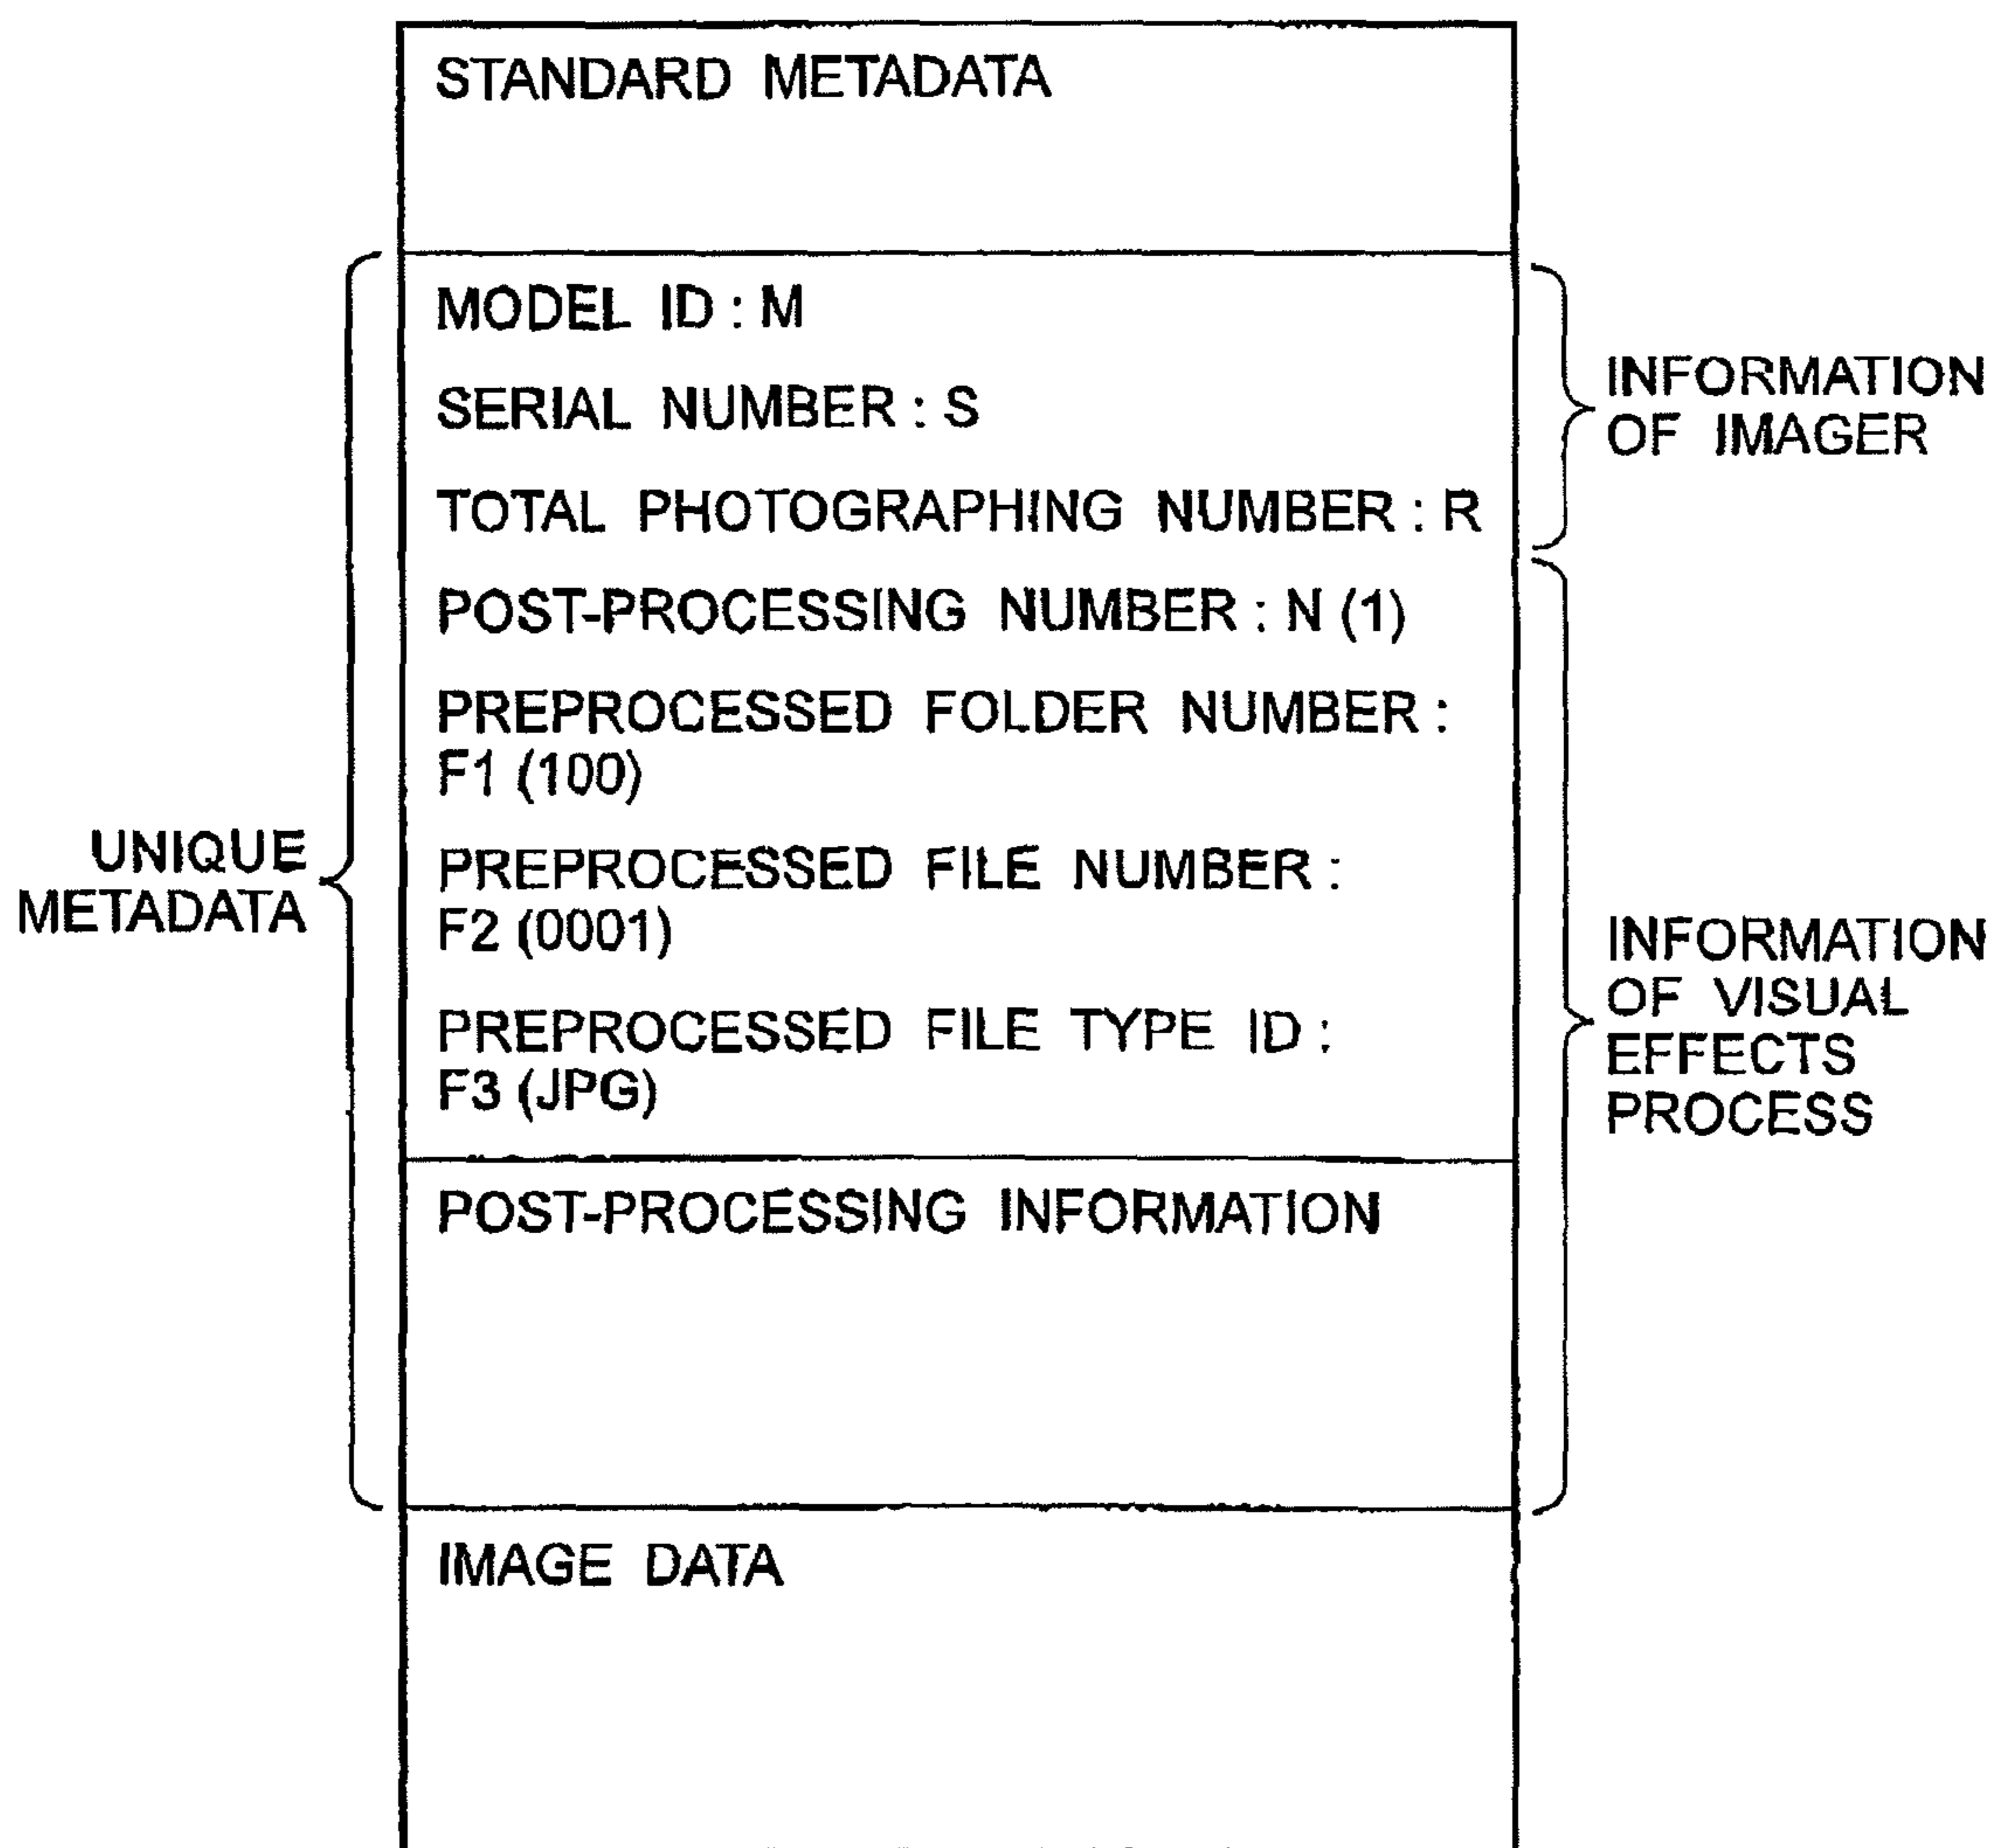 STANDARD METADATA
MODEL ID : M
SERIAL NUMBER : S
TOTAL PHOTOGRAPHING NUMBER : R
POST-PROCESSING NUMBER : N (1)
PREPROCESSED FOLDER NUMBER :
F1 (100)
PREPROCESSED FILE NUMBER :
F2 (0001)
PREPROCESSED FILE TYPE ID :
F3 (JPG)
POST-PROCESSING INFORMATION
IMAGE DATA
UNIQUE
METADATA
INFORMATION
OF IMAGER
INFORMATION
OF VISUAL
EFFECTS
PROCESS